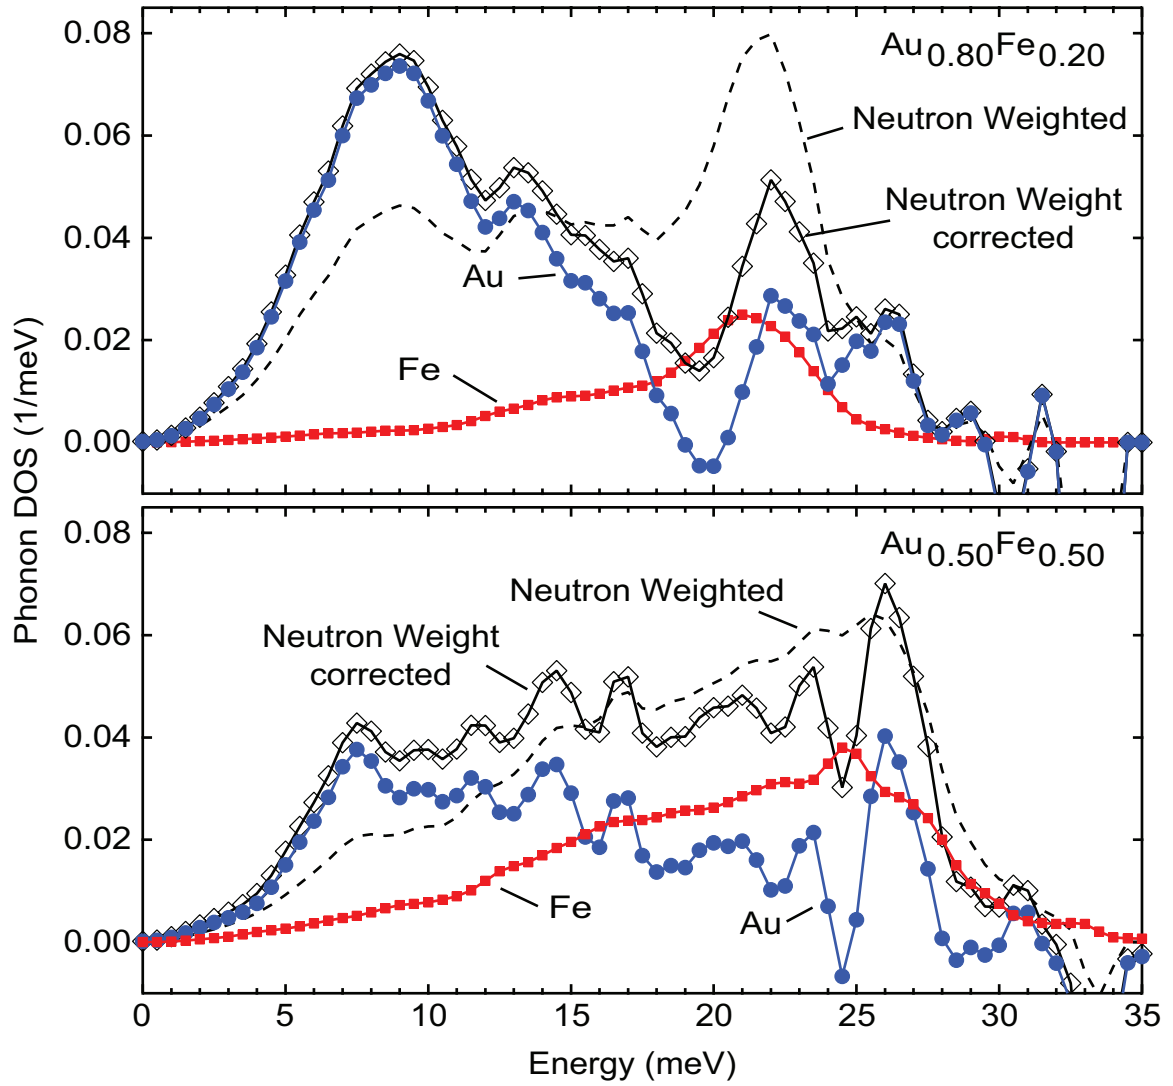 0.08
0.06
0.04
0.02
0.00
Au0.80Fe0.20
Neutron Weighted
Neutron Weight
corrected
Au
Fe
Phonon DOS (1/meV)
0.08
0.06
0.04
0.02
0.00
Au0.50Fe0.50
Neutron Weighted
Neutron Weight
corrected
Fe
Au
0 5 10 15 20 25 30 35
Energy (meV)